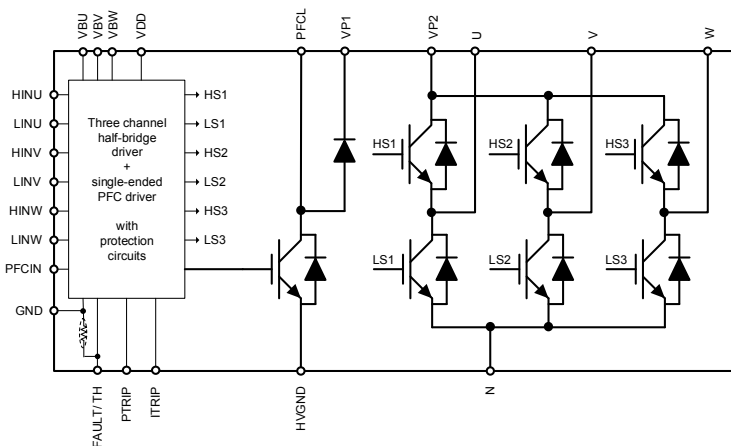 VBU
VBV
VBW
VDD
PFCL
VP1
VP2
U
V
W
HINU
LINU
HINV
LINV
HINW
LINW
PFCIN
GND
Three channel
half-bridge
driver
+
single-ended
PFC driver
with
protection
circuits
HS1
LS1
HS2
LS2
HS3
LS3
HS1
HS2
HS3
LS1
LS2
LS3
FAULT/TH
PTRIP
ITRIP
HVGND
N